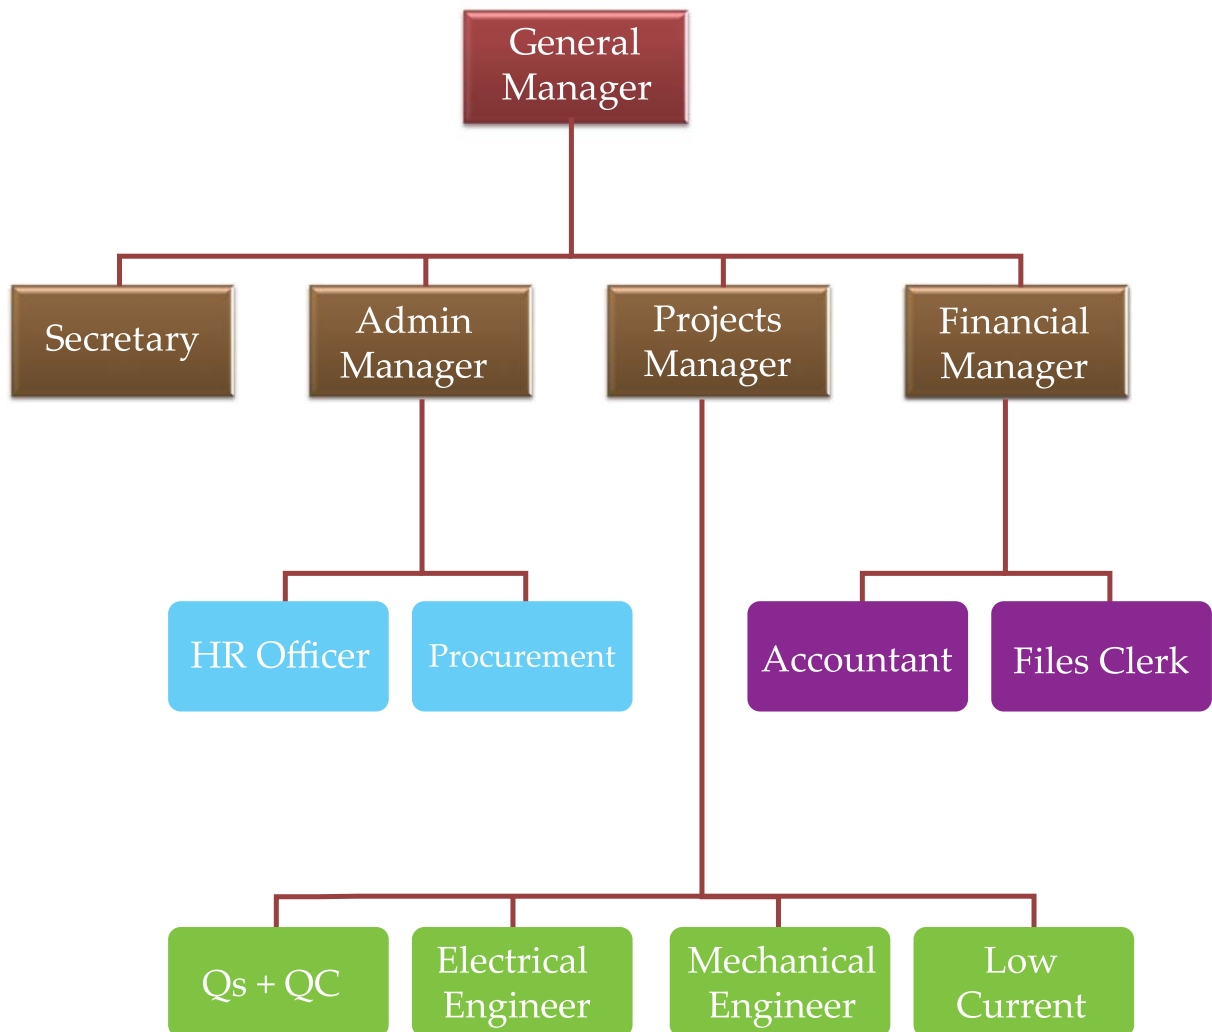 General
Manager
Secretary
Admin
Manager
Projects
Manager
Financial
Manager
HR Officer
Procurement
Accountant
Files Clerk
Qs + QC
Electrical
Engineer
Mechanical
Engineer
Low
Current